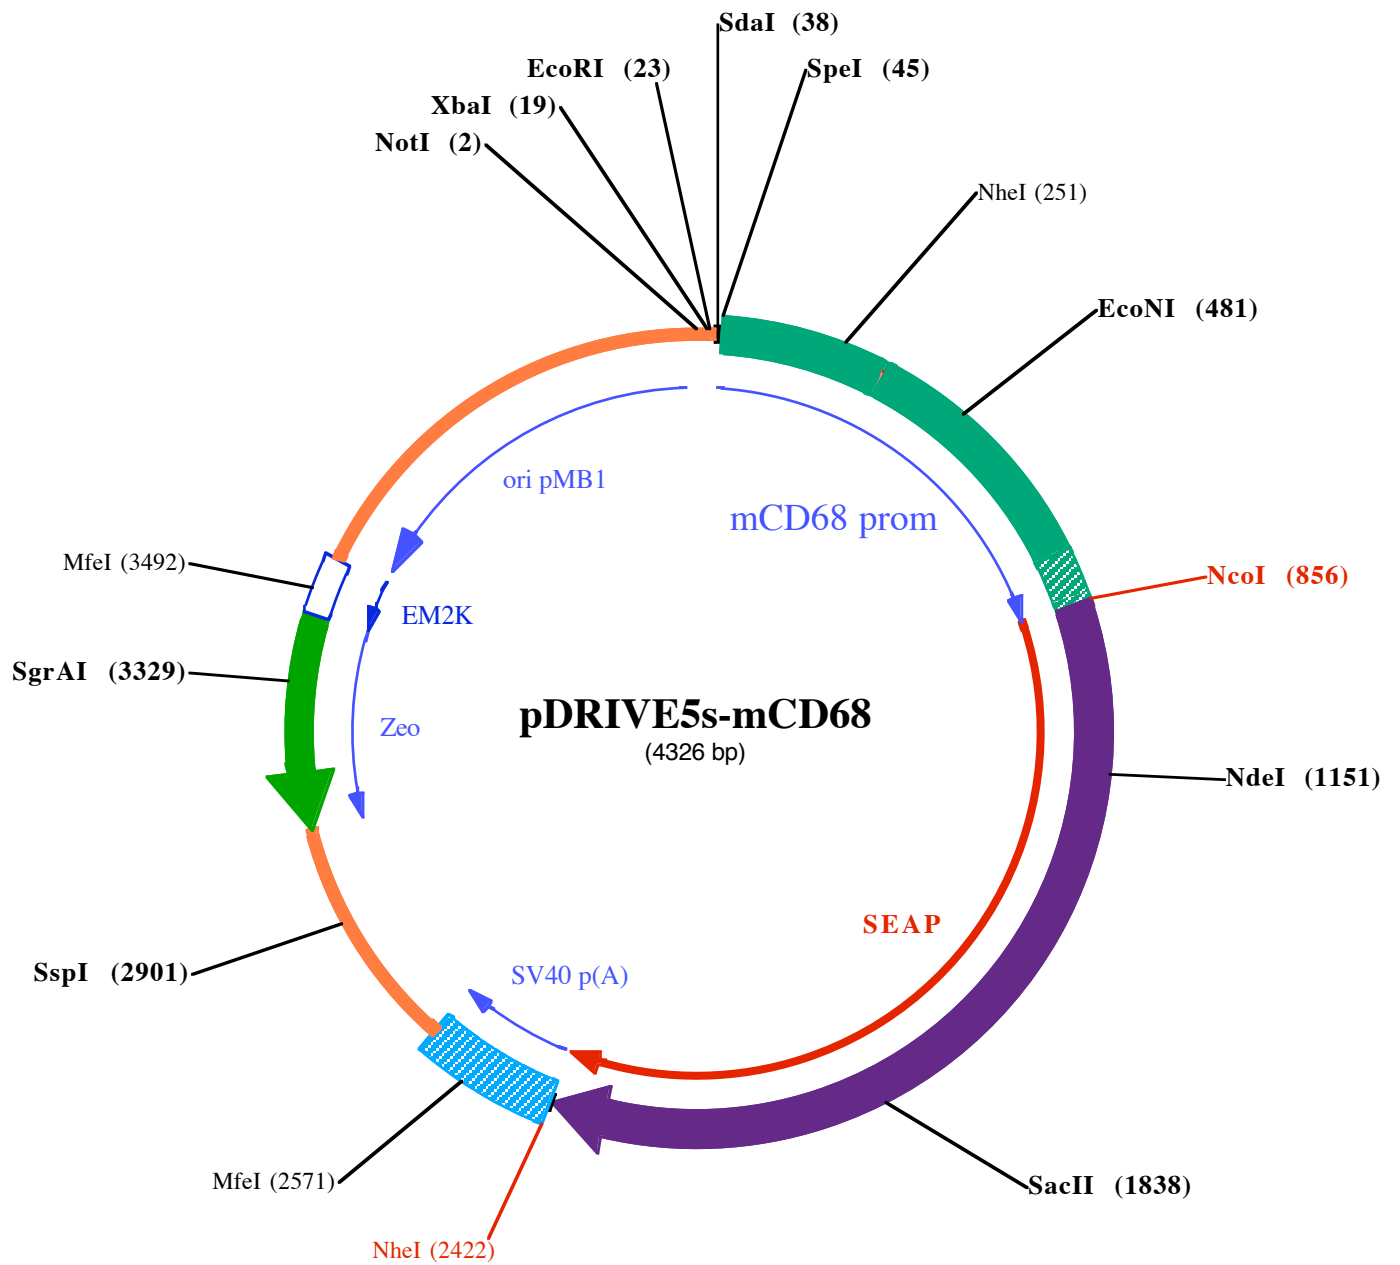 SdaI (38)
EcoRI (23)
SpeI (45)
XbaI (19)
NotI (2)
NheI (251)
EcoNI (481)
ori pMB1
mCD68 prom
MfeI (3492)
NcoI (856)
EM2K
SgrAI (3329)
pDRIVE5s-mCD68
Zeo
(4326 bp)
NdeI (1151)
SEAP
SspI (2901)
SV40 p(A)
MfeI (2571)
SacII (1838)
NheI (2422)